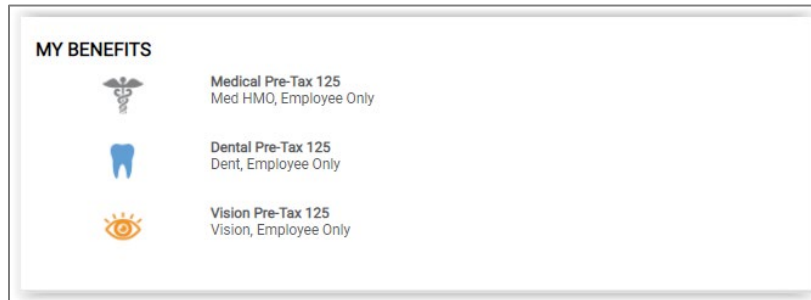 MY BENEFITS
Medical Pre-Tax 125
Med HMO, Employee Only
Dental Pre-Tax 125
Dent, Employee Only
Vision Pre-Tax 125
Vision, Employee Only